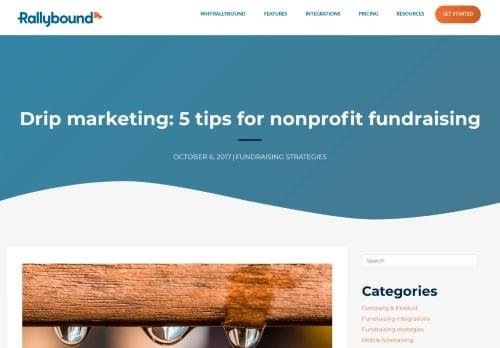 Rallybound
WHY RALLYBOUND FEATURES INTEGRATIONS PRICING RESOURCES GET STARTED
Drip marketing: 5 tips for nonprofit fundraising
OCTOBER 6, 2017 | FUNDRAISING STRATEGIES
Search
Categories
Company & Product
Fundraising integrations
Fundraising strategies
Mobile fundraising